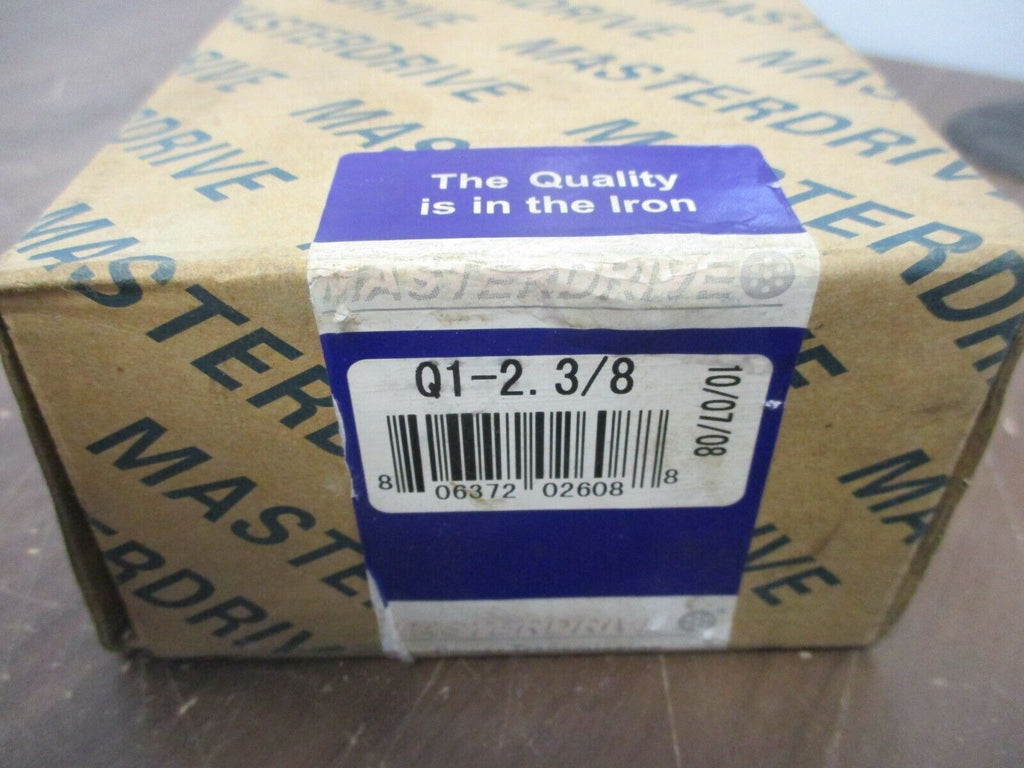 MASTERDRIVE
MASTERDRIVE
MASTERDRIVE
The Quality
is in the Iron
MASTERDRIVE
Q1-2. 3/8
10/07/08
8 06372 02608 8
MASTERDRIVE